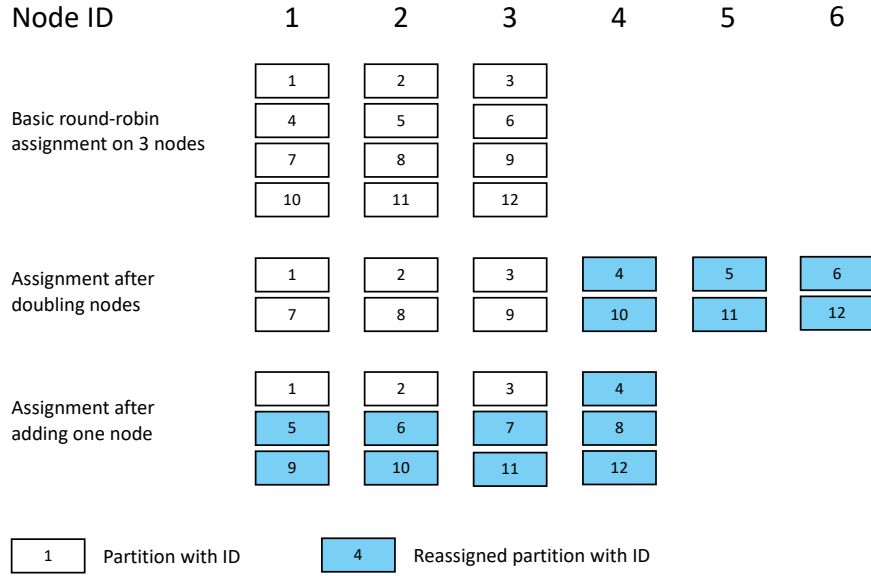 Node ID 1 2 3 4 5 6
1 2 3
Basic round-robin
4 5 6
assignment on 3 nodes
7 8 9
10 11 12
Assignment after
1 2 3 4 5 6
doubling nodes
7 8 9 10 11 12
1 2 3 4
Assignment after
5 6 7 8
adding one node
9 10 11 12
1 Partition with ID 4 Reassigned partition with ID